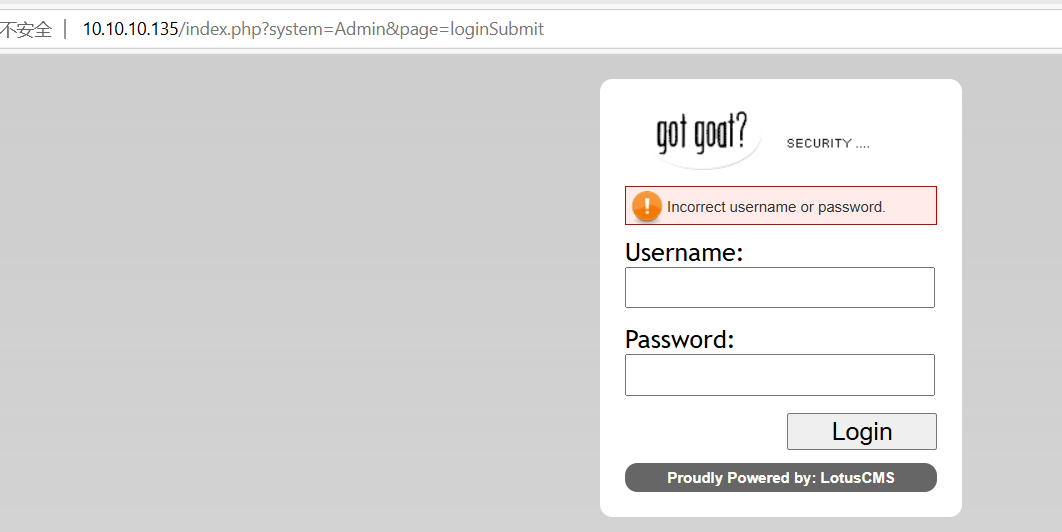 不安全 | 10.10.10.135/index.php?system=Admin&page=loginSubmit
got goat? SECURITY ....
! Incorrect username or password.
Username:
Password:
Login
Proudly Powered by: LotusCMS